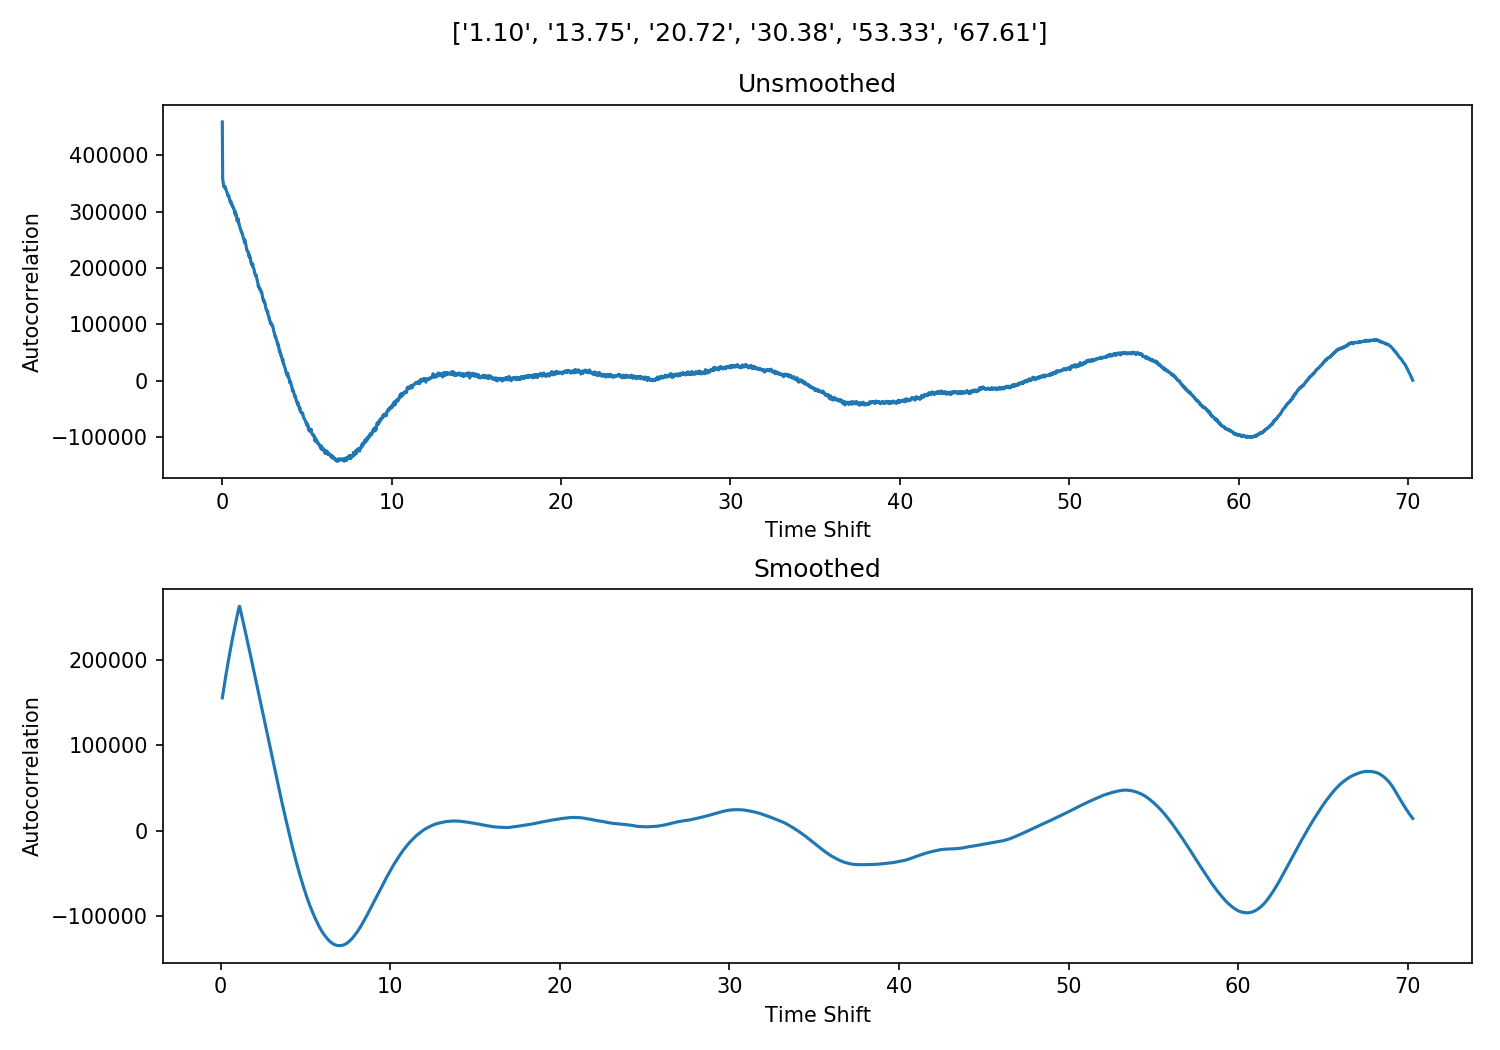 ['1.10', '13.75', '20.72', '30.38', '53.33', '67.61']
Unsmoothed
400000
300000
200000
100000
0
−100000
Autocorrelation
0 10 20 30 40 50 60 70
Time Shift
Smoothed
200000
100000
0
−100000
Autocorrelation
0 10 20 30 40 50 60 70
Time Shift